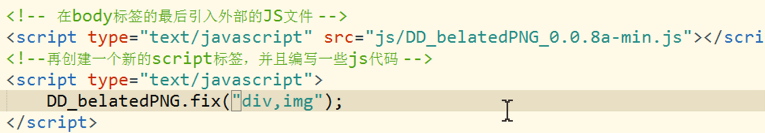 <!-- 在body标签的最后引入外部的JS文件 -->
<script type="text/javascript" src="js/DD_belatedPNG_0.0.8a-min.js"></scri
<!--再创建一个新的script标签，并且编写一些js代码 -->
<script type="text/javascript">
DD_belatedPNG.fix("div,img");
</script>